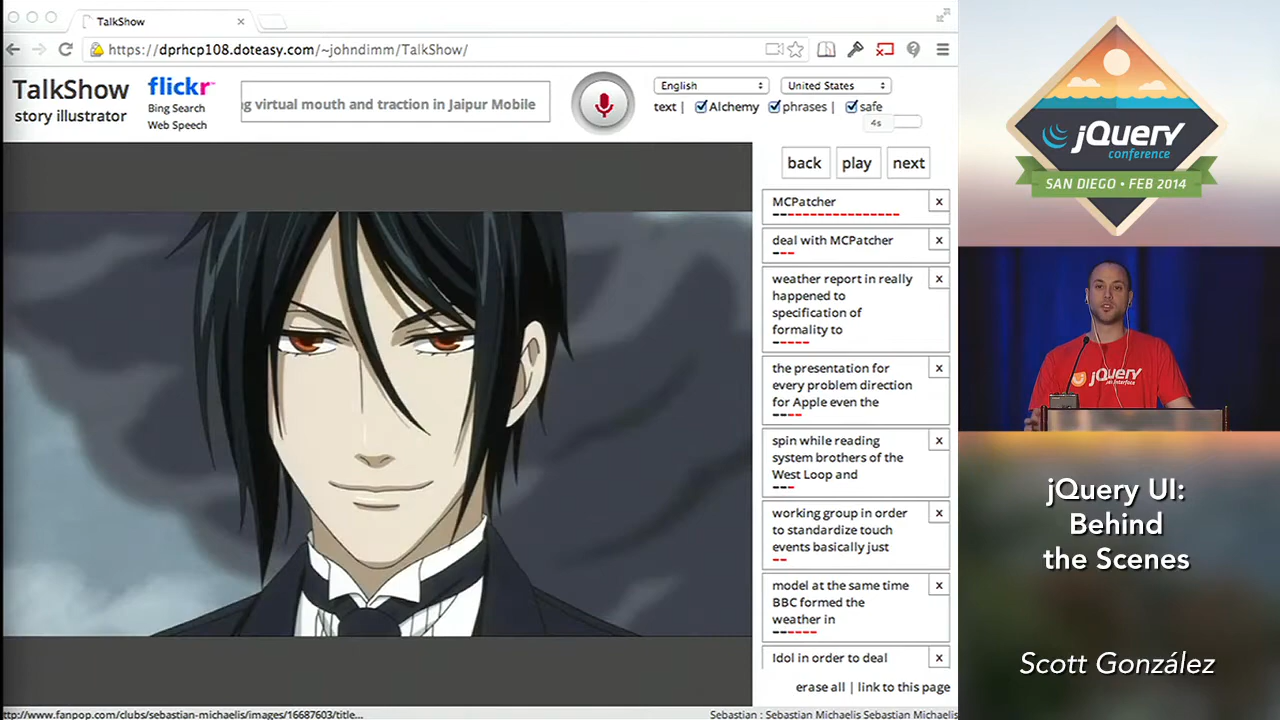 TalkShow
https://dprhcp108.doteasy.com/~johndimm/TalkShow/
TalkShow
story illustrator
flickr
Bing Search
Web Speech
ng virtual mouth and traction in Jaipur Mobile
English
United States
text | Alchemy phrases | safe
4s
back
play
next
MCPatcher
x
deal with MCPatcher
x
weather report in really
happened to
specification of
formality to
x
the presentation for
every problem direction
for Apple even the
x
spin while reading
system brothers of the
West Loop and
x
working group in order
to standardize touch
events basically just
x
model at the same time
BBC formed the
weather in
x
Idol in order to deal
x
erase all | link to this page
http://www.fanpop.com/clubs/sebastian-michaelis/images/16687603/title...
Sebastian : Sebastian Michaelis Sebastian Michaelis
jQuery
conference
SAN DIEGO • FEB 2014
jQuery
jQuery UI:
Behind
the Scenes
Scott González